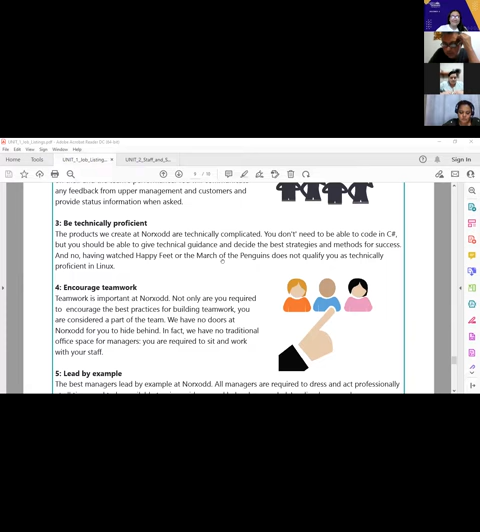 UNIT_1_Job_Listings.pdf - Adobe Acrobat Reader DC (64-bit)
File Edit View Sign Window Help
Home Tools UNIT_1_Job_Listing... × UNIT_2_Staff_and_S... Sign In
any feedback from upper management and customers and
provide status information when asked.
3: Be technically proficient
The products we create at Norxodd are technically complicated. You don't' need to be able to code in C#,
but you should be able to give technical guidance and decide the best strategies and methods for success.
And no, having watched Happy Feet or the March of the Penguins does not qualify you as technically
proficient in Linux.
4: Encourage teamwork
Teamwork is important at Norxodd. Not only are you required
to encourage the best practices for building teamwork, you
are considered a part of the team. We have no doors at
Norxodd for you to hide behind. In fact, we have no traditional
office space for managers: you are required to sit and work
with your staff.
5: Lead by example
The best managers lead by example at Norxodd. All managers are required to dress and act professionally